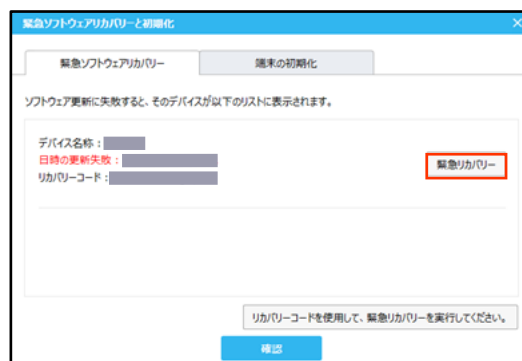 緊急ソフトウェアリカバリーと初期化
緊急ソフトウェアリカバリー
端末の初期化
ソフトウェア更新に失敗すると、そのデバイスが以下のリストに表示されます。
デバイス名称：
日時の更新失敗：
リカバリーコード：
緊急リカバリー
リカバリーコードを使用して、緊急リカバリーを実行してください。
確認